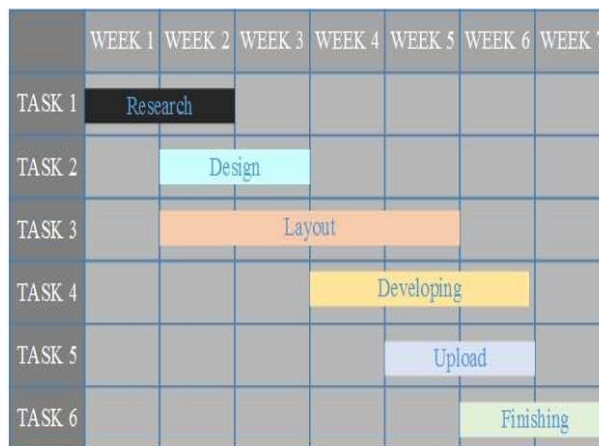 WEEK 1 WEEK 2 WEEK 3 WEEK 4 WEEK 5 WEEK 6 WEEK 7
TASK 1 Research
TASK 2 Design
TASK 3 Layout
TASK 4 Developing
TASK 5 Upload
TASK 6 Finishing